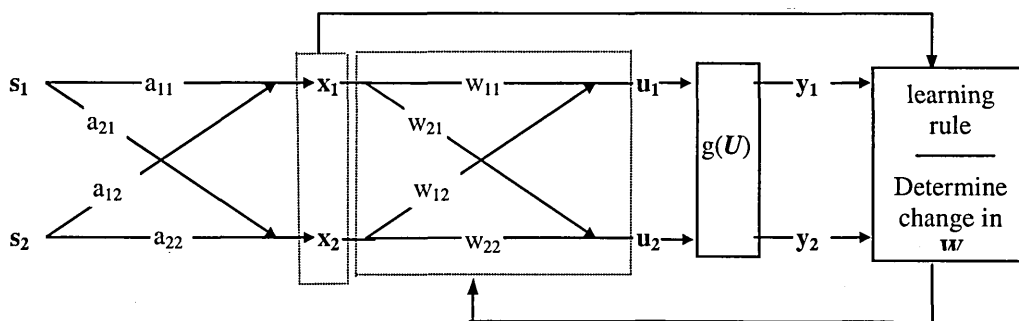 s1 a11 x1 w11 u1 y1
a21 w21
g(U)
a12 w12
s2 a22 x2 w22 u2 y2
learning
rule
Determine
change in
W